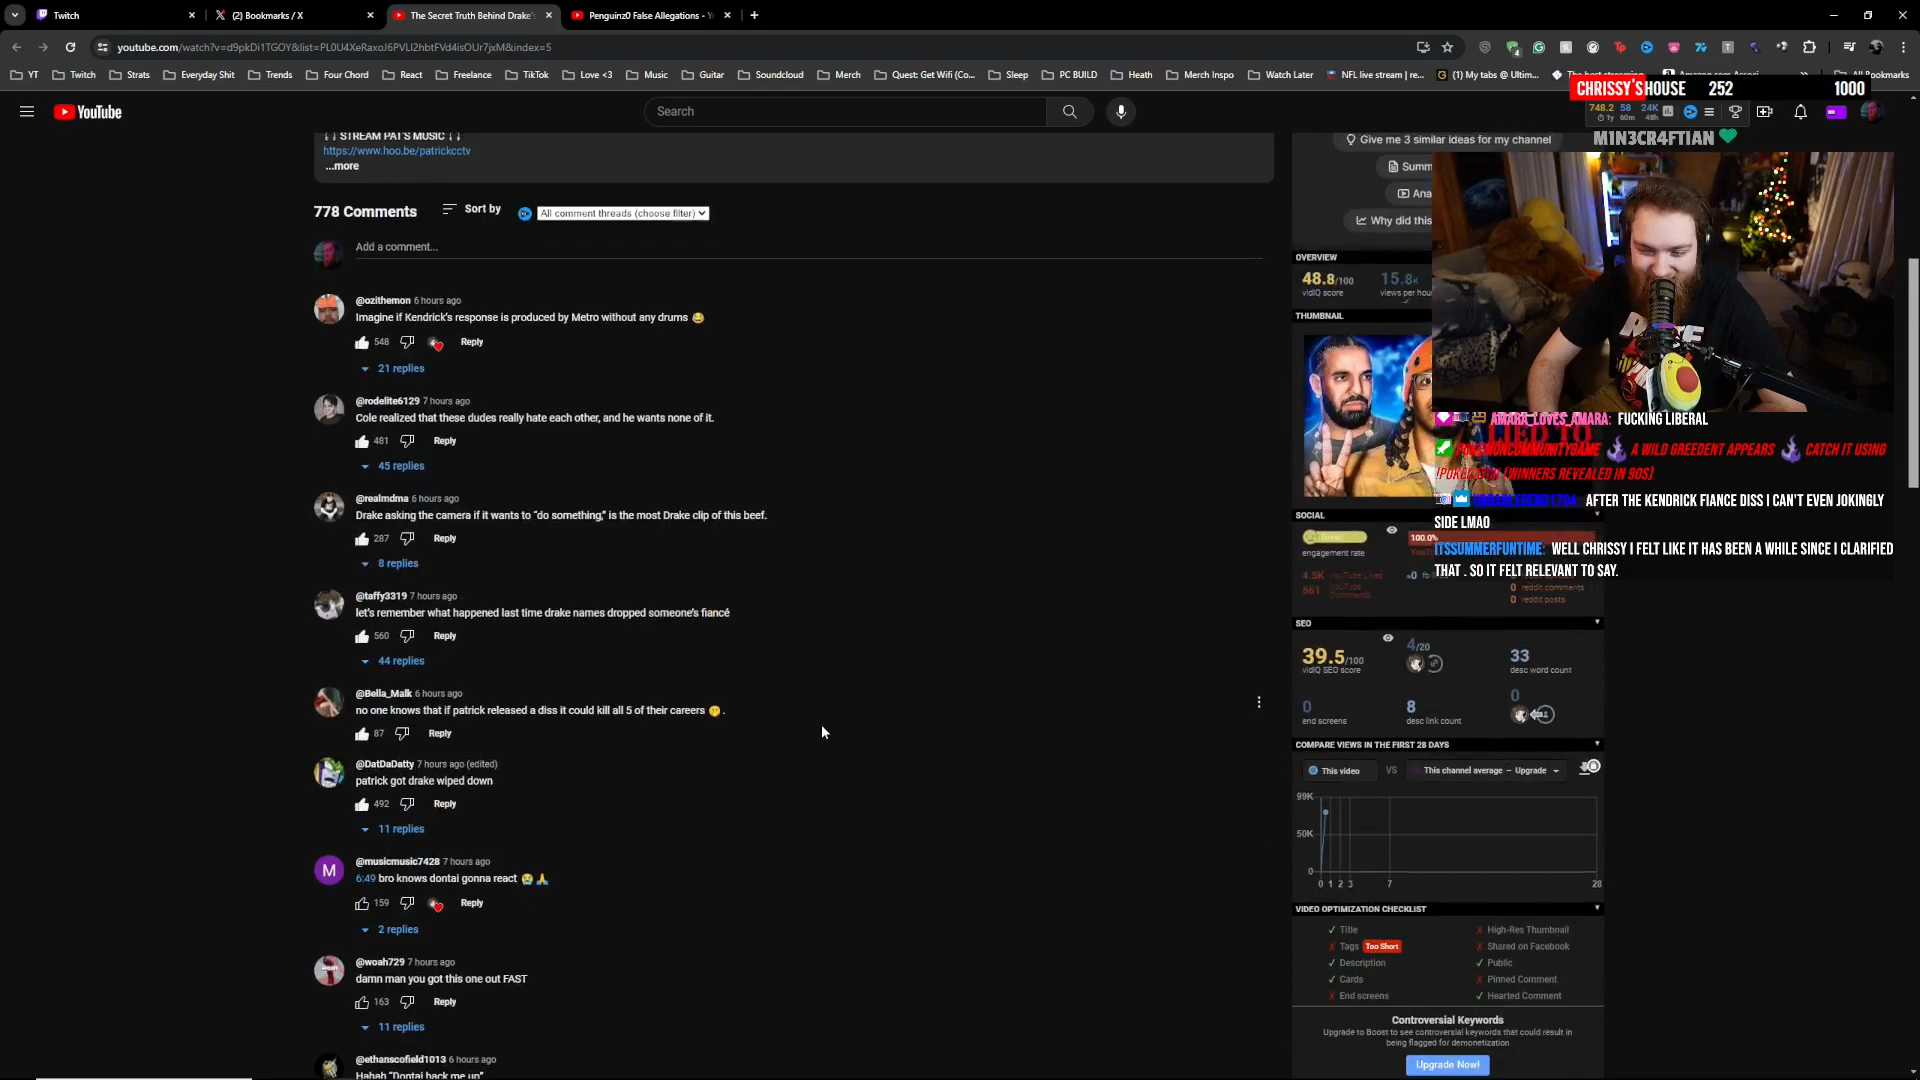 Twitch
(2) Bookmarks / X
The Secret Truth Behind Drake's
Penguinz0 False Allegations - Y
youtube.com/watch?v=d9pkDi1TGOY&list=PL0U4XeRaxoJ6PVLl2hbtFVd4isOUr7jxM&index=5
YT Twitch Strats Everyday Shit Trends Four Chord React Freelance TikTok Love <3 Music Guitar Soundcloud Merch Quest: Get Wifi (Co... Sleep PC BUILD Heath Merch Inspo Watch Later NFL live stream | re... (1) My tabs @ Ultim... All Bookmarks
CHRISSY'S HOUSE 252 1000
YouTube
Search
748.2 58 24K
1y 60m 48h
M1N3CR4FTIAN
STREAM PAT'S MUSIC
https://www.hoo.be/patrickcctv
...more
Give me 3 similar ideas for my channel
Summ
Ana
Why did this
778 Comments Sort by All comment threads (choose filter)
Add a comment...
@ozithemon 6 hours ago
Imagine if Kendrick's response is produced by Metro without any drums 😂
548 Reply
21 replies
@rodelite6129 7 hours ago
Cole realized that these dudes really hate each other, and he wants none of it.
481 Reply
45 replies
@realmdma 6 hours ago
Drake asking the camera if it wants to "do something," is the most Drake clip of this beef.
287 Reply
8 replies
@taffy3319 7 hours ago
let's remember what happened last time drake names dropped someone's fiancé
560 Reply
44 replies
@Bella_Malk 6 hours ago
no one knows that if patrick released a diss it could kill all 5 of their careers 🤫 .
87 Reply
@DatDaDatty 7 hours ago (edited)
patrick got drake wiped down
492 Reply
11 replies
M
@musicmusic7428 7 hours ago
6:49 bro knows dontai gonna react 😭🙏
159 Reply
2 replies
@woah729 7 hours ago
damn man you got this one out FAST
163 Reply
11 replies
@ethanscofield1013 6 hours ago
Hahah "Dontai back me up"
OVERVIEW
48.8/100 15.8K
vidIQ score views per hou
THUMBNAIL
LIED TO
AMARA_LOVES_AMARA: FUCKING LIBERAL
POKEMONCOMMUNITYGAME A WILD GREEDENT APPEARS CATCH IT USING
!POKECATCH (WINNERS REVEALED IN 90S)
AFTER THE KENDRICK FIANCE DISS I CAN'T EVEN JOKINGLY
SIDE LMAO
ITSSUMMERFUNTIME: WELL CHRISSY I FELT LIKE IT HAS BEEN A WHILE SINCE I CLARIFIED
THAT . SO IT FELT RELEVANT TO SAY.
SOCIAL
100.0%
engagement rate
4.5K YouTube Likes
661 YouTube Comments
0 reddit comments
0 reddit posts
SEO
39.5/100 4/20 33
vidIQ SEO score desc word count
0 8 0
end screens desc link count
COMPARE VIEWS IN THE FIRST 28 DAYS
This video VS This channel average – Upgrade
99K
50K
0
0 1 2 3 7 28
VIDEO OPTIMIZATION CHECKLIST
✓ Title ✗ High-Res Thumbnail
✗ Tags Too Short ✗ Shared on Facebook
✓ Description ✓ Public
✓ Cards ✗ Pinned Comment
✗ End screens ✓ Hearted Comment
Controversial Keywords
Upgrade to Boost to see controversial keywords that could result in
being flagged for demonetization
Upgrade Now!